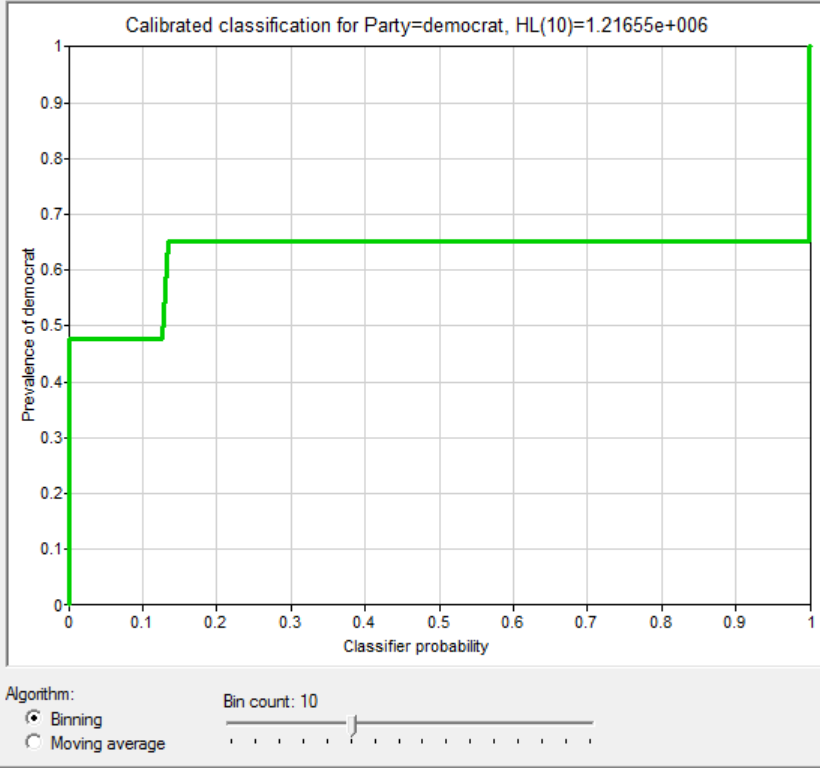 Calibrated classification for Party=democrat, HL(10)=1.21655e+006
Prevalence of democrat
1
0.9
0.8
0.7
0.6
0.5
0.4
0.3
0.2
0.1
0
0 0.1 0.2 0.3 0.4 0.5 0.6 0.7 0.8 0.9 1
Classifier probability
Algorithm:
Binning
Moving average
Bin count: 10